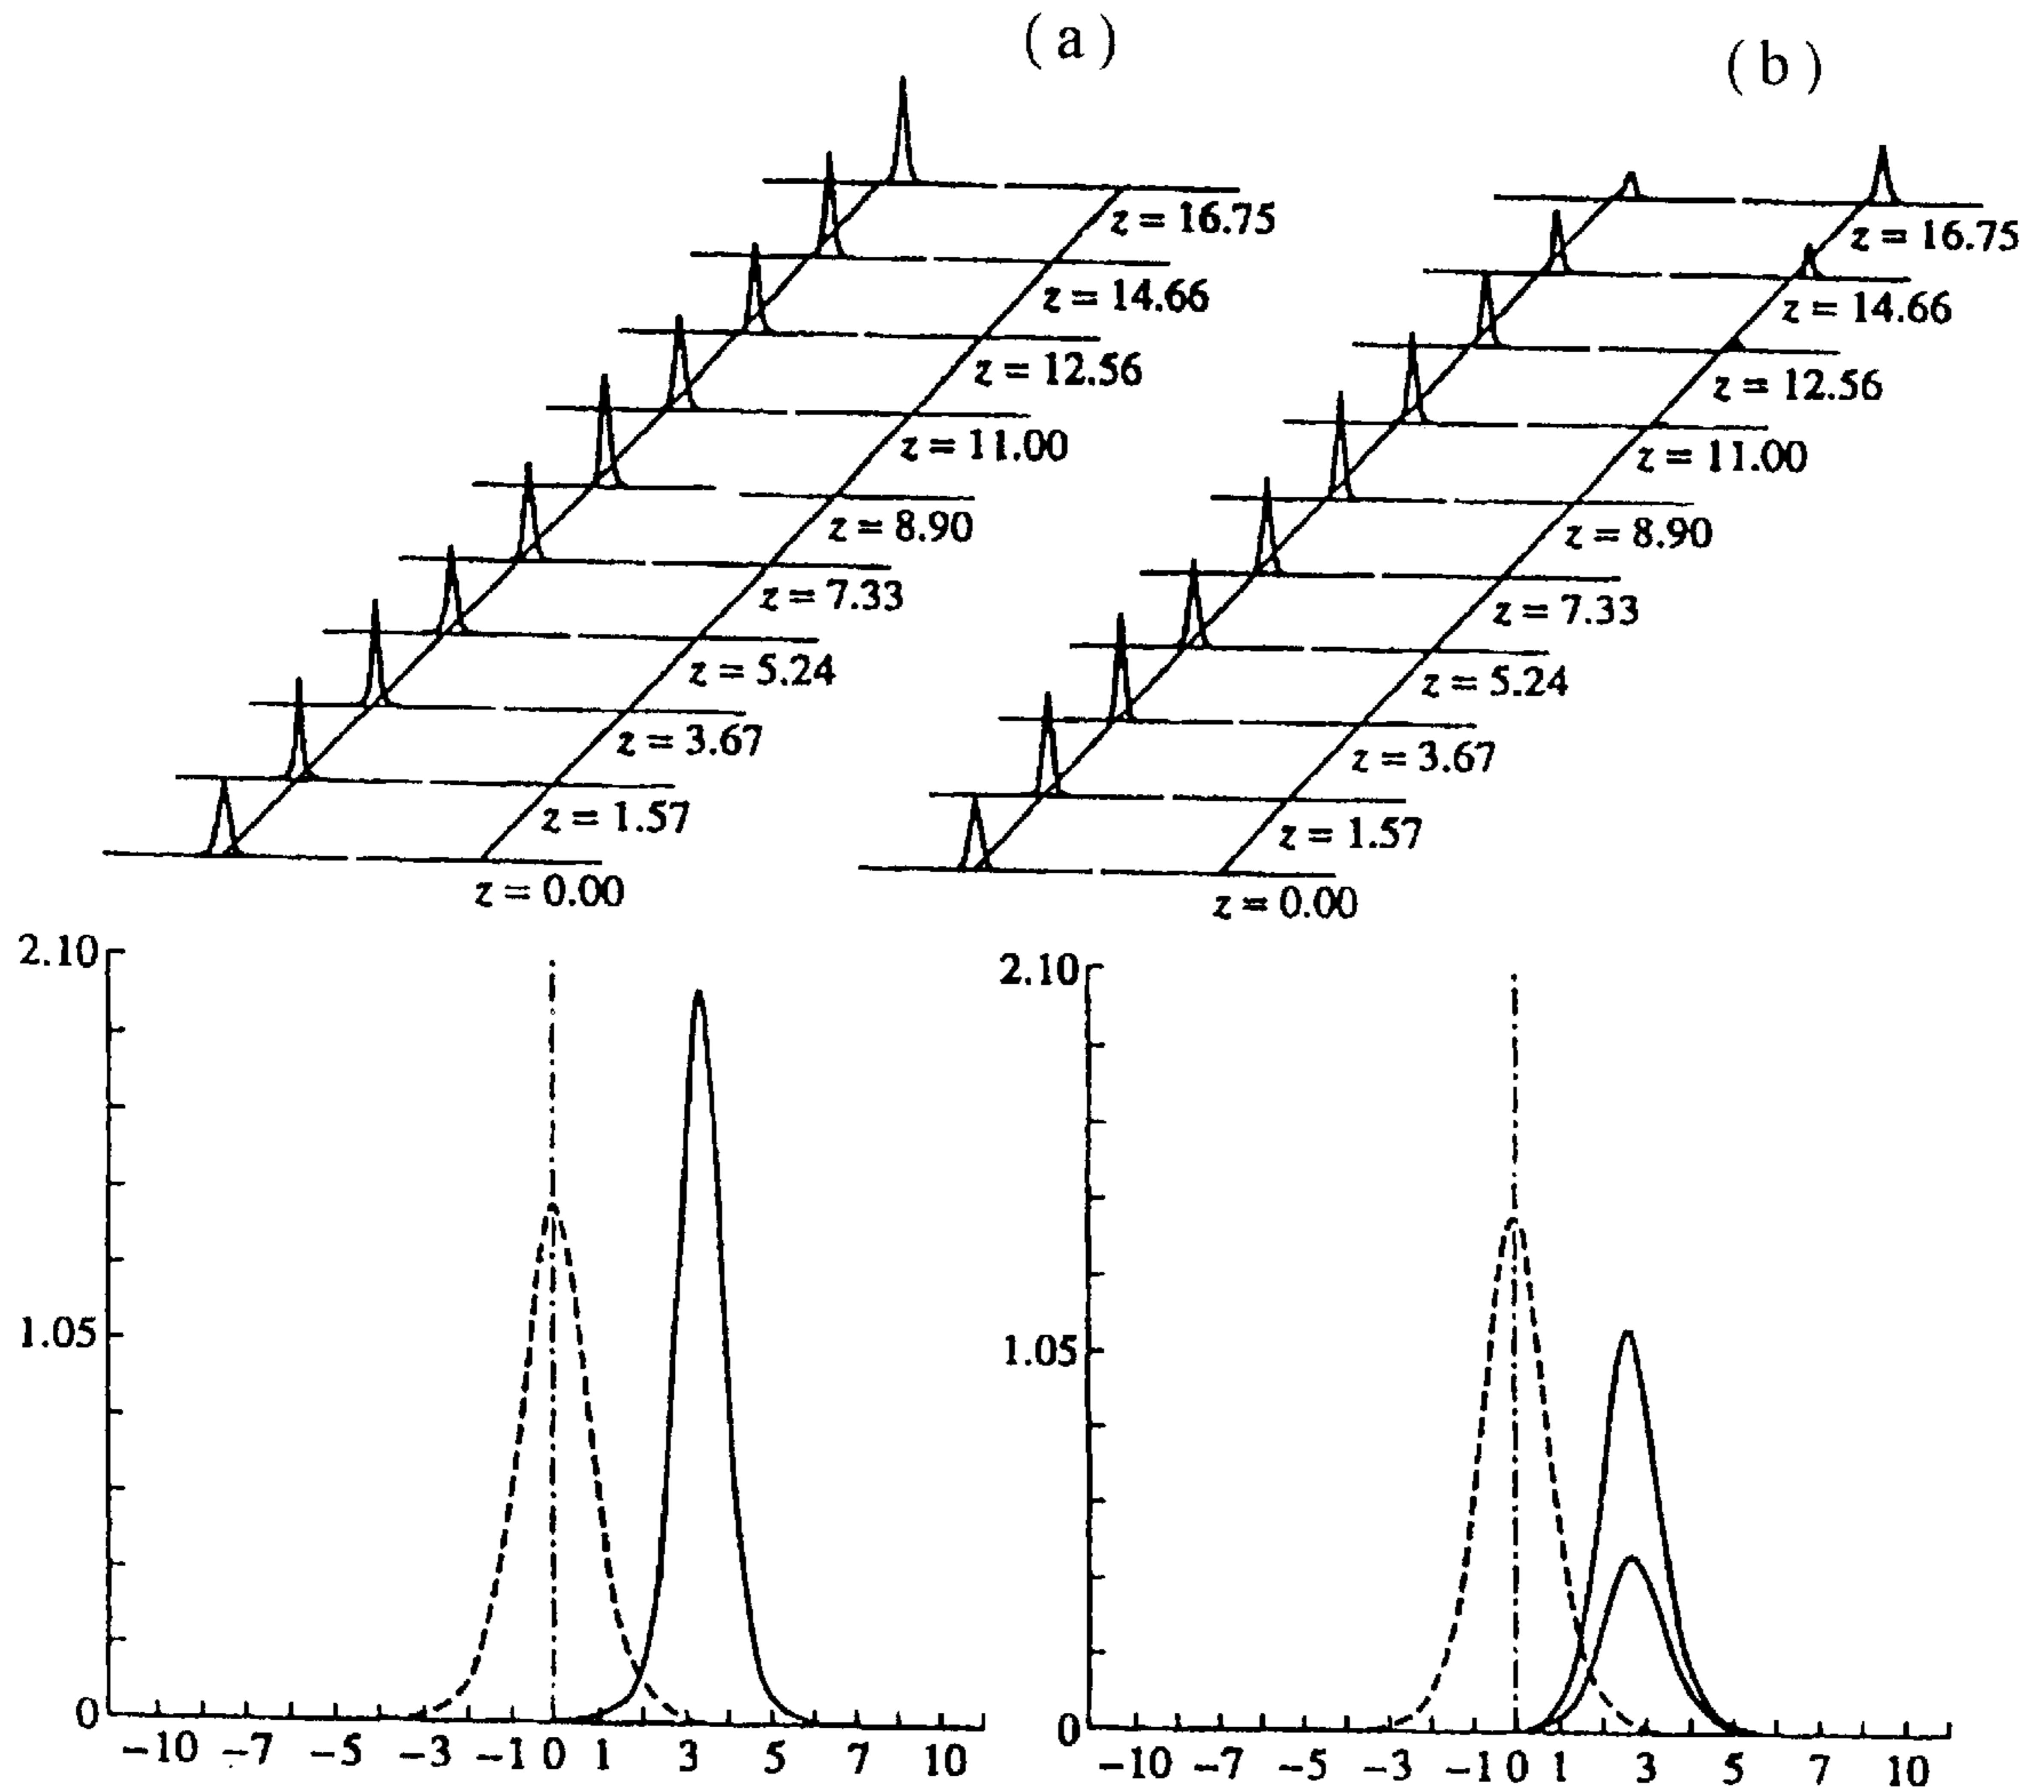 (a)
(b)
z = 16.75
z = 14.66
z = 12.56
z = 11.00
z = 8.90
z = 7.33
z = 5.24
z = 3.67
z = 1.57
z = 0.00
z = 16.75
z = 14.66
z = 12.56
z = 11.00
z = 8.90
z = 7.33
z = 5.24
z = 3.67
z = 1.57
z = 0.00
2.10
1.05
0
−10 −7 −5 −3 −1 0 1 3 5 7 10
2.10
1.05
0
−10 −7 −5 −3 −1 0 1 3 5 7 10